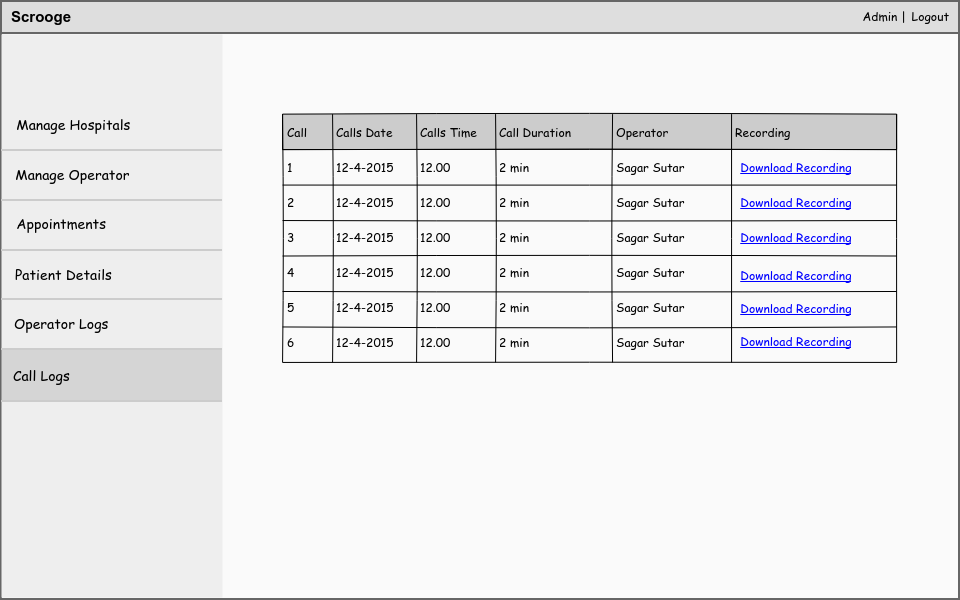 Scrooge
Admin | Logout
Manage Hospitals
Manage Operator
Appointments
Patient Details
Operator Logs
Call Logs
Call Calls Date Calls Time Call Duration Operator Recording
1 12-4-2015 12.00 2 min Sagar Sutar Download Recording
2 12-4-2015 12.00 2 min Sagar Sutar Download Recording
3 12-4-2015 12.00 2 min Sagar Sutar Download Recording
4 12-4-2015 12.00 2 min Sagar Sutar Download Recording
5 12-4-2015 12.00 2 min Sagar Sutar Download Recording
6 12-4-2015 12.00 2 min Sagar Sutar Download Recording